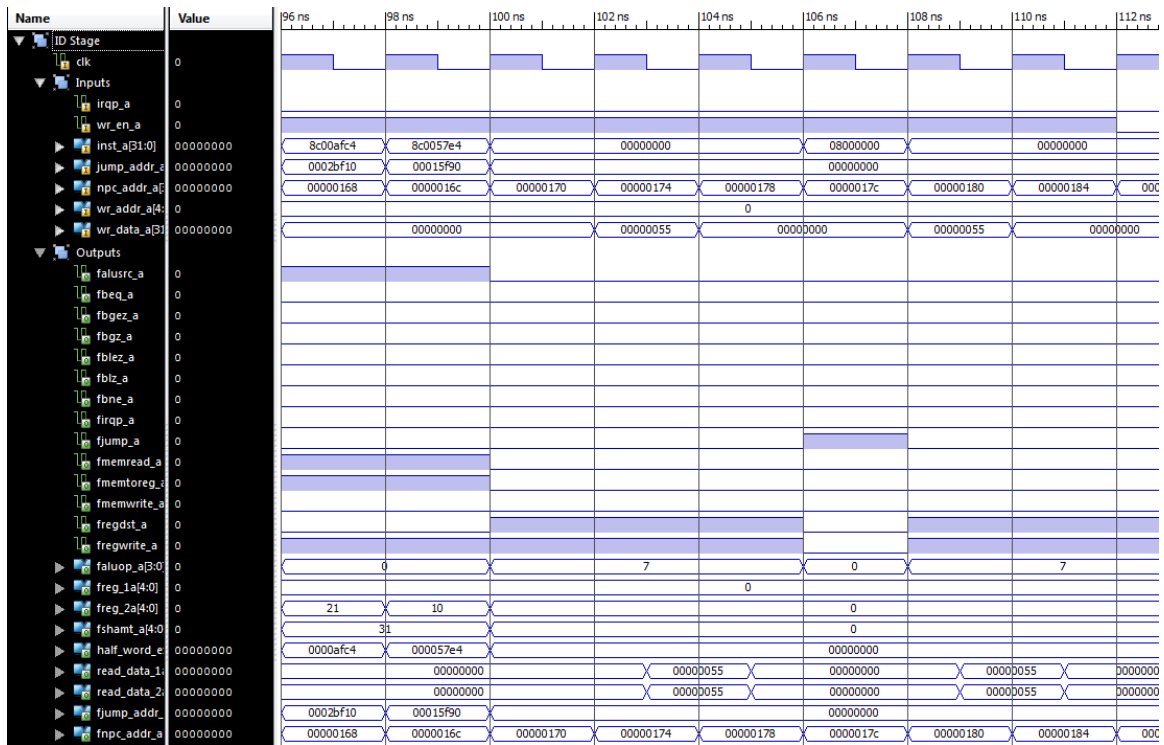 Name Value 96 ns 98 ns 100 ns 102 ns 104 ns 106 ns 108 ns 110 ns 112 ns
ID Stage
clk 0
Inputs
irqp_a 0
wr_en_a 0
inst_a[31:0] 00000000 8c00afc4 8c0057e4 00000000 08000000 00000000
jump_addr_a 00000000 0002bf10 00015f90 00000000
npc_addr_a[ 00000000 00000168 0000016c 00000170 00000174 00000178 0000017c 00000180 00000184 000
wr_addr_a[4: 0 0
wr_data_a[31 00000000 00000000 00000055 00000000 00000055 00000000
Outputs
falusrc_a 0
fbeq_a 0
fbgez_a 0
fbgz_a 0
fblez_a 0
fblz_a 0
fbne_a 0
firqp_a 0
fjump_a 0
fmemread_a 0
fmemtoreg_a 0
fmemwrite_a 0
fregdst_a 0
fregwrite_a 0
faluop_a[3:0] 0 0 7 0 7
freg_1a[4:0] 0 0
freg_2a[4:0] 0 21 10 0
fshamt_a[4:0 0 31 0
half_word_e 00000000 0000afc4 000057e4 00000000
read_data_1 00000000 00000000 00000055 00000000 00000055 0000000
read_data_2 00000000 00000000 00000055 00000000 00000055 0000000
fjump_addr_ 00000000 0002bf10 00015f90 00000000
fnpc_addr_a 00000000 00000168 0000016c 00000170 00000174 00000178 0000017c 00000180 00000184 000